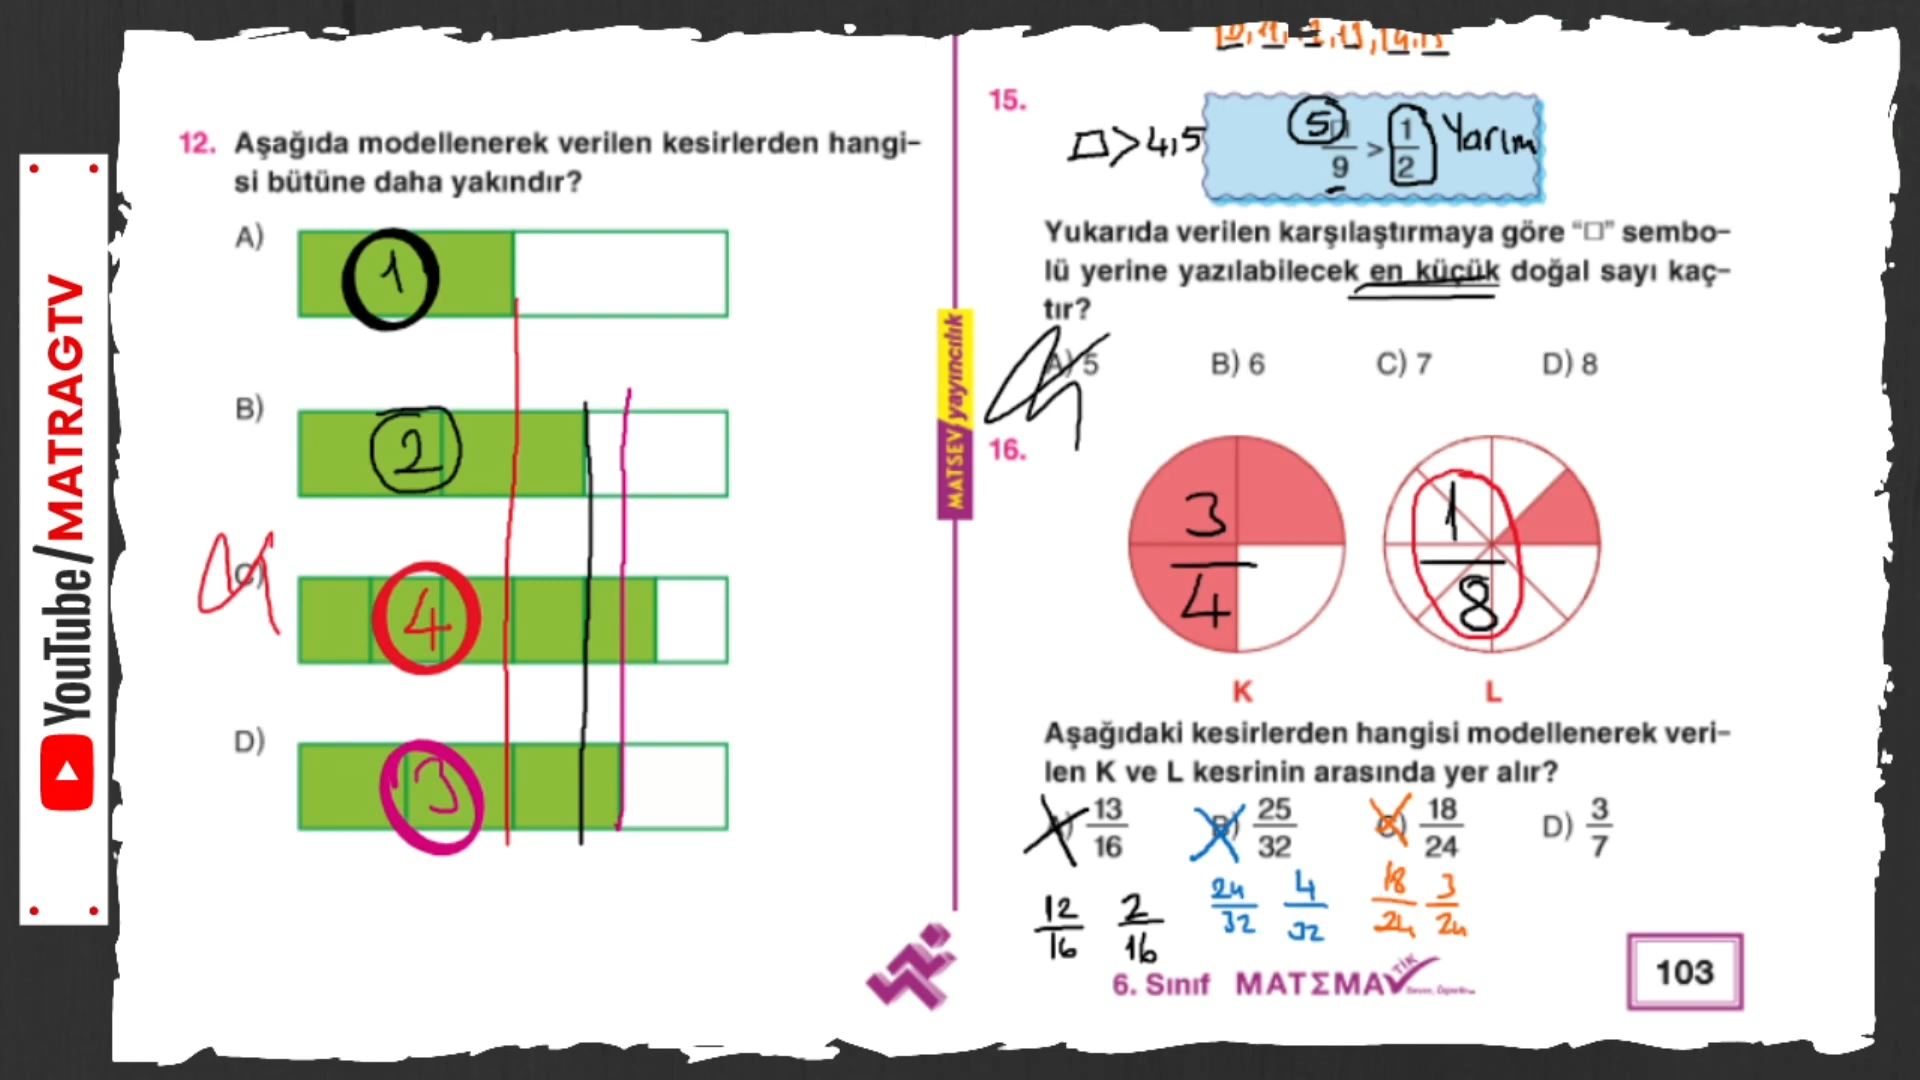 YouTube/MATRAGTV
12. Aşağıda modellenerek verilen kesirlerden hangi-
si bütüne daha yakındır?
A)
1
B)
2
C)
4
D)
3
MATSEV yayıncılık
15.
□>4,5
5
□/9 > 1/2 Yarım
Yukarıda verilen karşılaştırmaya göre "□" sembo-
lü yerine yazılabilecek en küçük doğal sayı kaç-
tır?
A) 5 B) 6 C) 7 D) 8
16.
3/4 1/8
K L
Aşağıdaki kesirlerden hangisi modellenerek veri-
len K ve L kesrinin arasında yer alır?
A) 13/16 B) 25/32 C) 18/24 D) 3/7
12/16 2/16 24/32 4/32 18/24 3/24
6. Sınıf MATΣMATİK
103